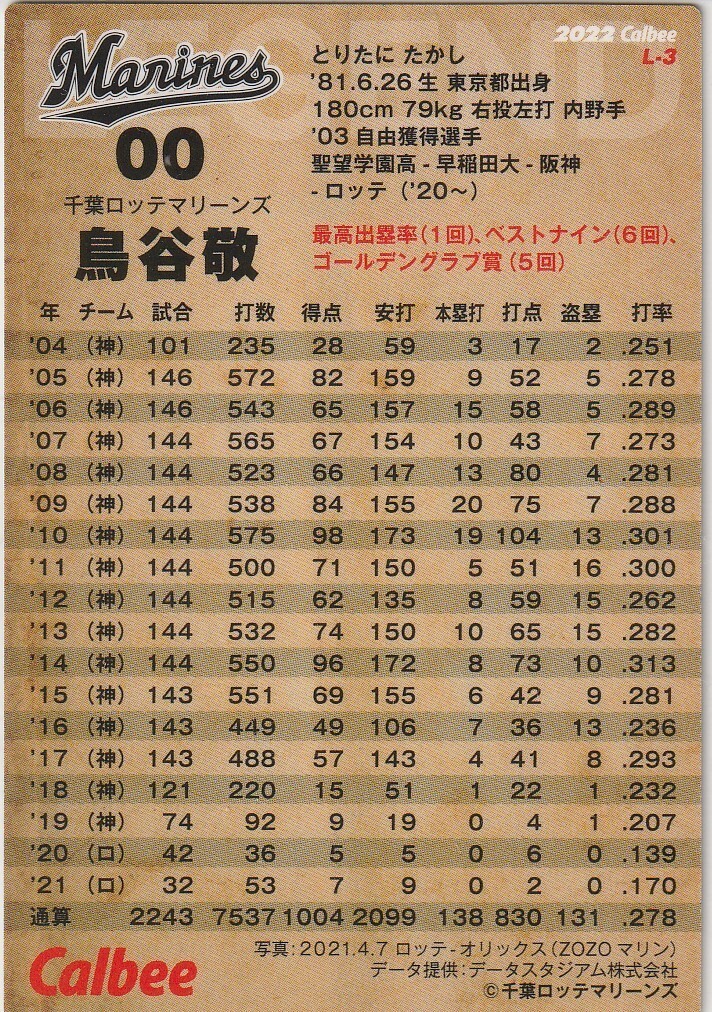 LEGEND
2022 Calbee
L-3
Marines
00
千葉ロッテマリーンズ
鳥谷敬
とりたに たかし
'81.6.26生 東京都出身
180cm 79kg 右投左打 内野手
'03自由獲得選手
聖望学園高-早稲田大-阪神
-ロッテ('20〜)
最高出塁率(1回)、ベストナイン(6回)、
ゴールデングラブ賞(5回)
年 チーム 試合 打数 得点 安打 本塁打 打点 盗塁 打率
'04 (神) 101 235 28 59 3 17 2 .251
'05 (神) 146 572 82 159 9 52 5 .278
'06 (神) 146 543 65 157 15 58 5 .289
'07 (神) 144 565 67 154 10 43 7 .273
'08 (神) 144 523 66 147 13 80 4 .281
'09 (神) 144 538 84 155 20 75 7 .288
'10 (神) 144 575 98 173 19 104 13 .301
'11 (神) 144 500 71 150 5 51 16 .300
'12 (神) 144 515 62 135 8 59 15 .262
'13 (神) 144 532 74 150 10 65 15 .282
'14 (神) 144 550 96 172 8 73 10 .313
'15 (神) 143 551 69 155 6 42 9 .281
'16 (神) 143 449 49 106 7 36 13 .236
'17 (神) 143 488 57 143 4 41 8 .293
'18 (神) 121 220 15 51 1 22 1 .232
'19 (神) 74 92 9 19 0 4 1 .207
'20 (ロ) 42 36 5 5 0 6 0 .139
'21 (ロ) 32 53 7 9 0 2 0 .170
通算 2243 7537 1004 2099 138 830 131 .278
写真:2021.4.7 ロッテ-オリックス(ZOZOマリン)
データ提供:データスタジアム株式会社
©千葉ロッテマリーンズ
Calbee